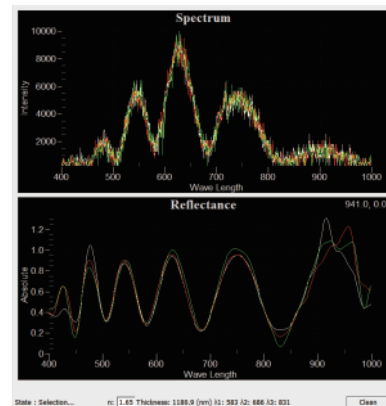 Spectrum
10000
8000
6000
4000
2000
Intensity
400 500 600 700 800 900 1000
Wave Length
Reflectance
941.0, 0.0
1.2
1.0
0.8
0.6
0.4
0.2
0
Absolute
400 500 600 700 800 900 1000
Wave Length
State : Selection... n: 1.65 Thickness: 1189.9 (nm) λ1: 583 λ2: 686 λ3: 831 Clean